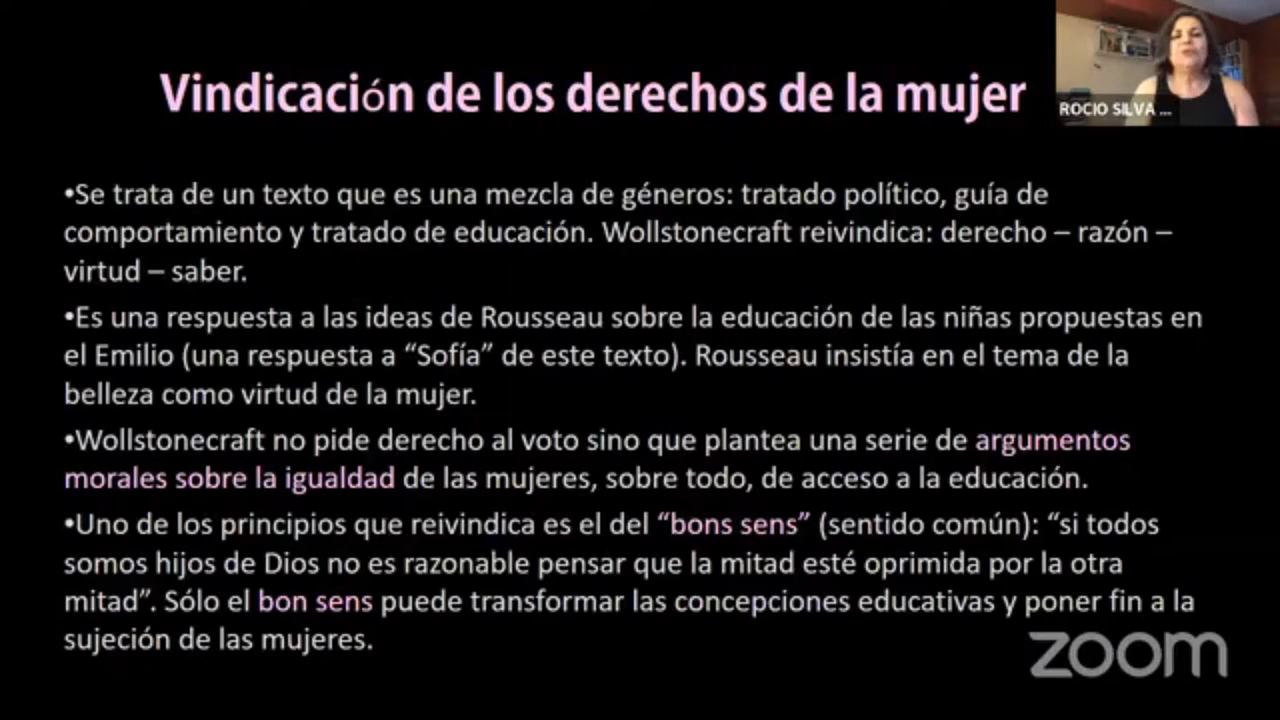 Vindicación de los derechos de la mujer
ROCIO SILVA ...
•Se trata de un texto que es una mezcla de géneros: tratado político, guía de
comportamiento y tratado de educación. Wollstonecraft reivindica: derecho – razón –
virtud – saber.
•Es una respuesta a las ideas de Rousseau sobre la educación de las niñas propuestas en
el Emilio (una respuesta a “Sofía” de este texto). Rousseau insistía en el tema de la
belleza como virtud de la mujer.
•Wollstonecraft no pide derecho al voto sino que plantea una serie de argumentos
morales sobre la igualdad de las mujeres, sobre todo, de acceso a la educación.
•Uno de los principios que reivindica es el del “bons sens” (sentido común): “si todos
somos hijos de Dios no es razonable pensar que la mitad esté oprimida por la otra
mitad”. Sólo el bon sens puede transformar las concepciones educativas y poner fin a la
sujeción de las mujeres.
zoom